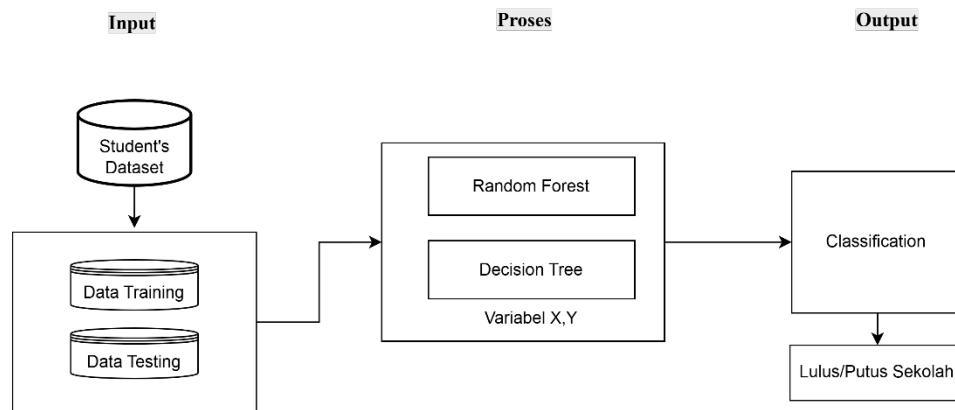 Input
Proses
Output
Student's
Dataset
Data Training
Data Testing
Random Forest
Decision Tree
Variabel X,Y
Classification
Lulus/Putus Sekolah